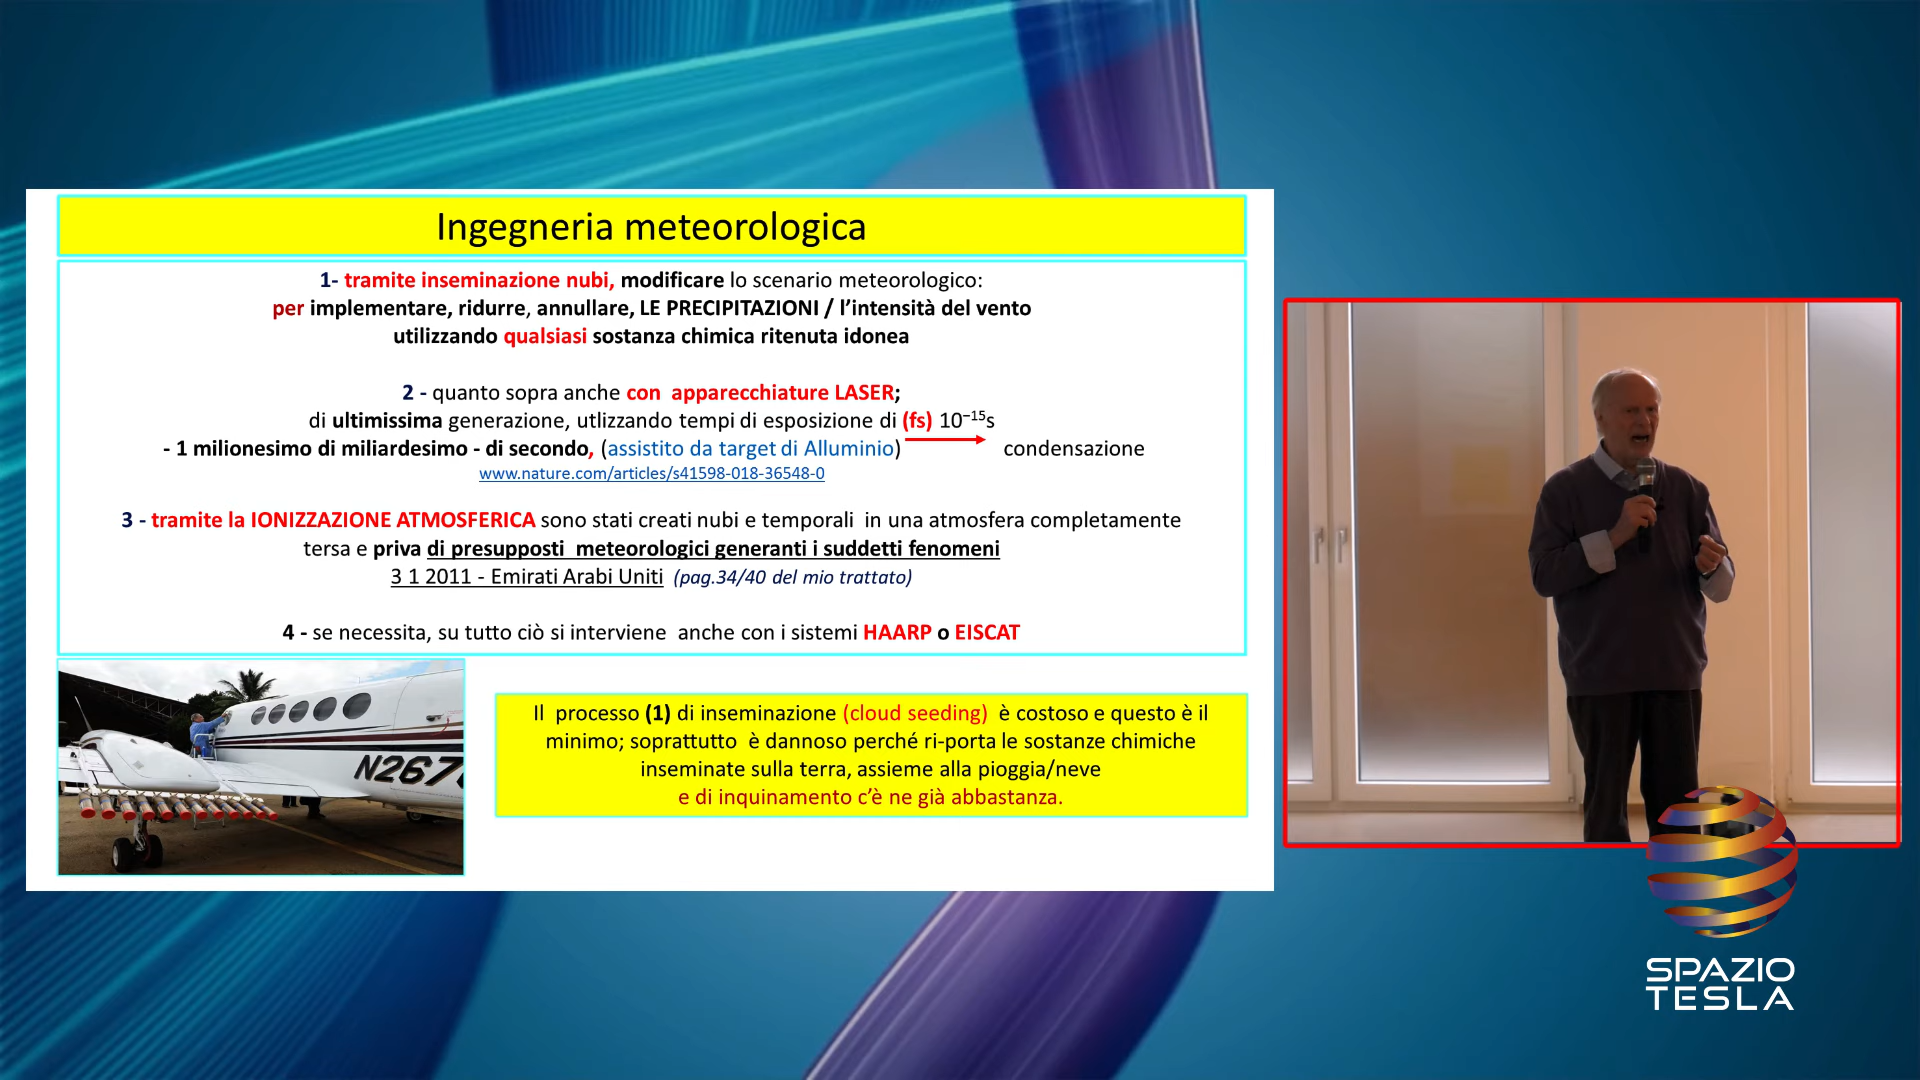 Ingegneria meteorologica
1- tramite inseminazione nubi, modificare lo scenario meteorologico:
per implementare, ridurre, annullare, LE PRECIPITAZIONI / l'intensità del vento
utilizzando qualsiasi sostanza chimica ritenuta idonea
2 - quanto sopra anche con apparecchiature LASER;
di ultimissima generazione, utlizzando tempi di esposizione di (fs) 10⁻¹⁵s
- 1 milionesimo di miliardesimo - di secondo, (assistito da target di Alluminio) condensazione
www.nature.com/articles/s41598-018-36548-0
3 - tramite la IONIZZAZIONE ATMOSFERICA sono stati creati nubi e temporali in una atmosfera completamente
tersa e priva di presupposti meteorologici generanti i suddetti fenomeni
3 1 2011 - Emirati Arabi Uniti (pag.34/40 del mio trattato)
4 - se necessita, su tutto ciò si interviene anche con i sistemi HAARP o EISCAT
Il processo (1) di inseminazione (cloud seeding) è costoso e questo è il
minimo; soprattutto è dannoso perché ri-porta le sostanze chimiche
inseminate sulla terra, assieme alla pioggia/neve
e di inquinamento c'è ne già abbastanza.
N267
SPAZIO
TESLA